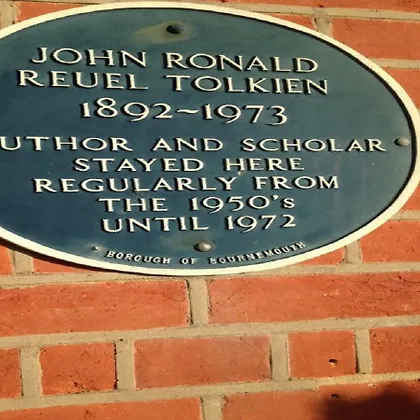 JOHN RONALD
REUEL TOLKIEN
1892~1973
UTHOR AND SCHOLAR
STAYED HERE
REGULARLY FROM
THE 1950's
UNTIL 1972
BOROUGH OF BOURNEMOUTH